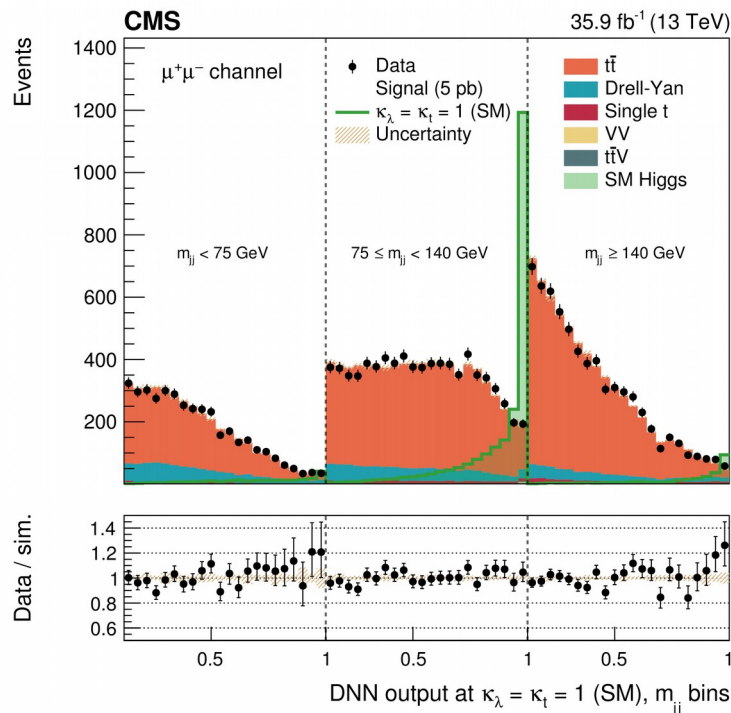 CMS 35.9 fb⁻¹ (13 TeV)
Events
1400
1200
1000
800
600
400
200
μ⁺μ⁻ channel
Data
Signal (5 pb)
κλ = κt = 1 (SM)
Uncertainty
tt̄
Drell-Yan
Single t
VV
tt̄V
SM Higgs
mjj < 75 GeV
75 ≤ mjj < 140 GeV
mjj ≥ 140 GeV
Data / sim.
1.4
1.2
1.0
0.8
0.6
0.5 1 0.5 1 0.5 1
DNN output at κλ = κt = 1 (SM), mjj bins